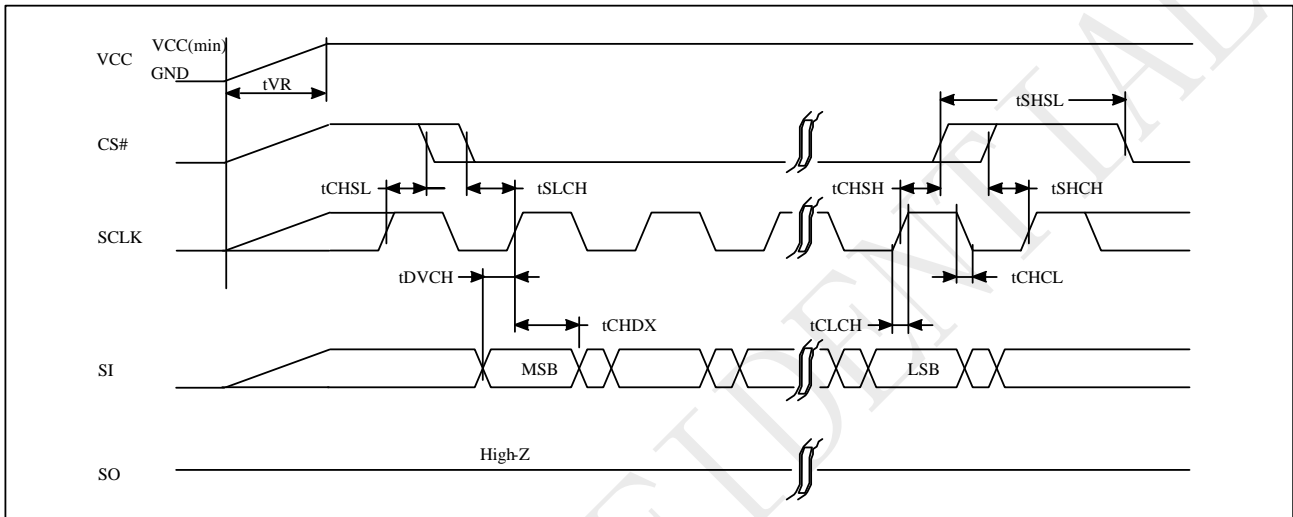 VCC
VCC(min)
GND
tVR
tSHSL
CS#
tCHSL
tSLCH
tCHSH
tSHCH
SCLK
tDVCH
tCHCL
tCHDX
tCLCH
SI
MSB
LSB
High-Z
SO
IDENTIAL